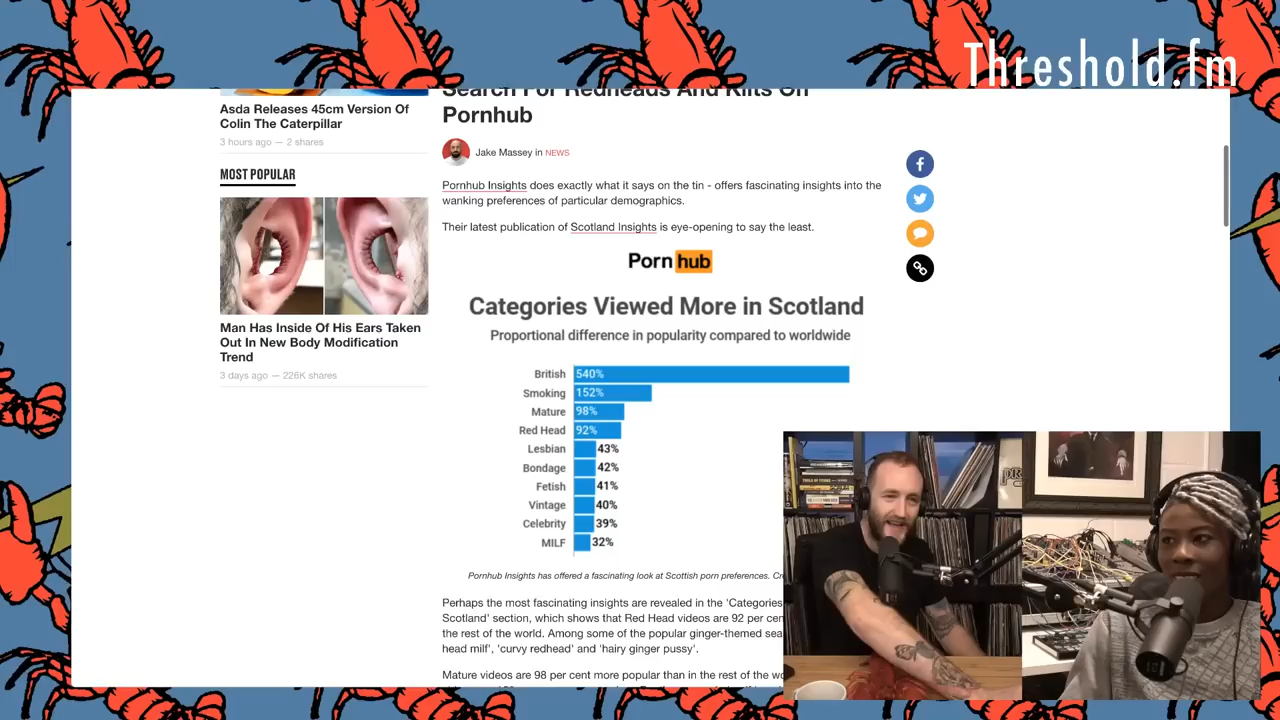 Threshold.fm
Search For Redheads And Kilts On
Pornhub
Asda Releases 45cm Version Of
Colin The Caterpillar
3 hours ago — 2 shares
MOST POPULAR
Man Has Inside Of His Ears Taken
Out In New Body Modification
Trend
3 days ago — 226K shares
Jake Massey in NEWS
Pornhub Insights does exactly what it says on the tin - offers fascinating insights into the
wanking preferences of particular demographics.
Their latest publication of Scotland Insights is eye-opening to say the least.
Porn hub
Categories Viewed More in Scotland
Proportional difference in popularity compared to worldwide
British 540%
Smoking 152%
Mature 98%
Red Head 92%
Lesbian 43%
Bondage 42%
Fetish 41%
Vintage 40%
Celebrity 39%
MILF 32%
Pornhub Insights has offered a fascinating look at Scottish porn preferences.
Perhaps the most fascinating insights are revealed in the 'Categories
Scotland' section, which shows that Red Head videos are 92 per
the rest of the world. Among some of the popular ginger-themed
head milf', 'curvy redhead' and 'hairy ginger pussy'.
Mature videos are 98 per cent more popular than in the rest of the